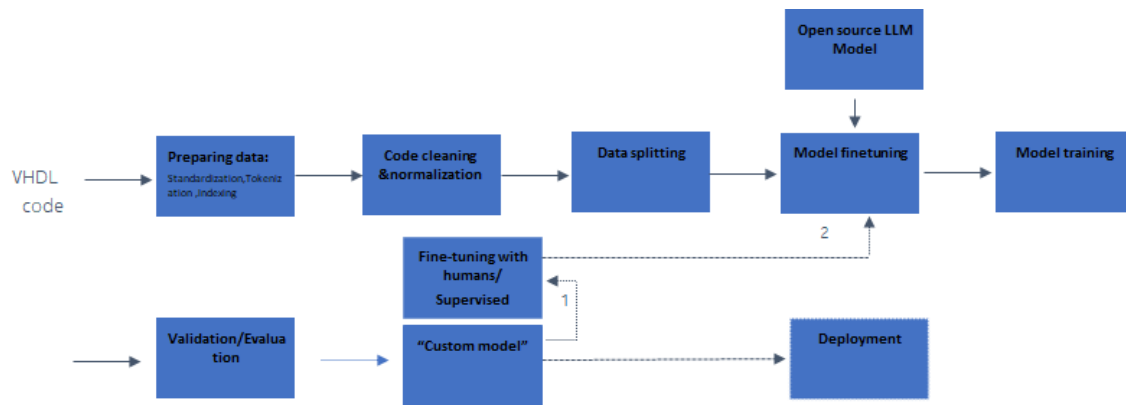 Open source LLM
Model
VHDL
code
Preparing data:
Standardization,Tokeniz
ation ,Indexing
Code cleaning
&normalization
Data splitting
Model finetuning
Model training
2
Fine-tuning with
humans/
Supervised
1
Validation/Evalua
tion
“Custom model”
Deployment